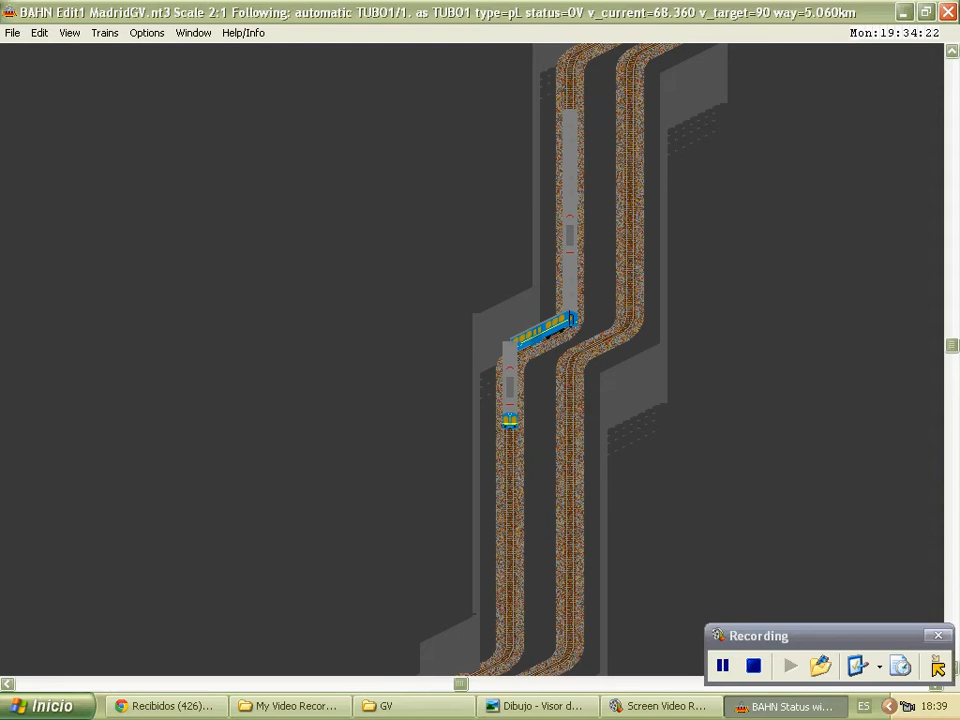 BAHN Edit1 MadridGV.nt3 Scale 2:1 Following: automatic TUBO1/1. as TUBO1 type=pL status=0V v_current=68.360 v_target=90 way=5.060km
File Edit View Trains Options Window Help/Info Mon:19:34:22
Recording
Inicio Recibidos (426)... My Video Recor... GV Dibujo - Visor d... Screen Video R... BAHN Status wi... ES 18:39